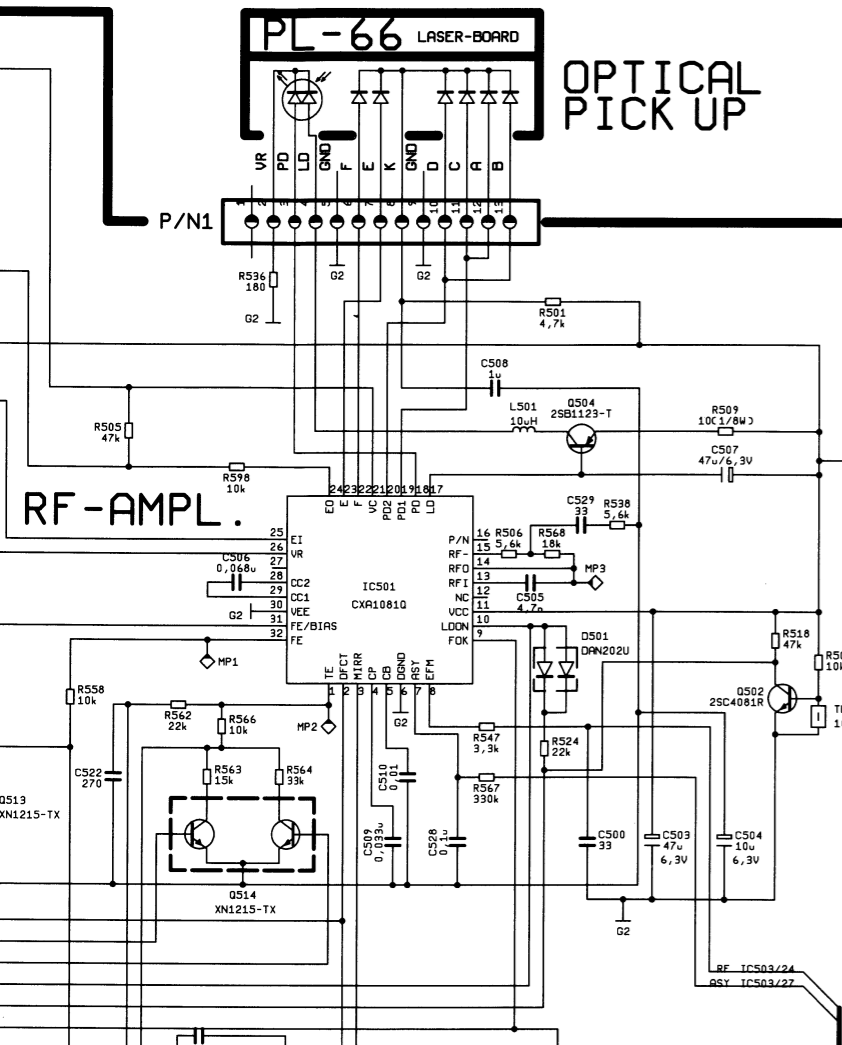 PL-66 LASER-BOARD
OPTICAL
PICK UP
VR PD LD GND F E K GND D C A B
1 2 3 4 5 6 7 8 9 10 11 12 13
P/N1
R536
180
G2
G2
G2
R501
4,7k
C508
1u
L501
10uH
Q504
2SB1123-T
R509
10(1/8W)
C507
47u/6,3V
R505
47k
R598
10k
RF-AMPL.
24 23 22 21 20 19 18 17
EO E F VC PD2 PD1 PD LD
C529
33
R538
5,6k
25 EI
26 VR
27
28 CC2
29 CC1
30 VEE
31 FE/BIAS
32 FE
IC501
CXA1081Q
P/N 16
RF- 15
RFO 14
RFI 13
NC 12
VCC 11
LDON 10
FOK 9
R506
5,6k
R568
18k
MP3
C505
4,7n
C506
0,068u
G2
MP1
TE DFCT MIRR CP CB DGND ASY EFM
1 2 3 4 5 6 7 8
G2
D501
DAN202U
R518
47k
Q502
2SC4081R
10k
R558
10k
R562
22k
R566
10k
MP2
R547
3,3k
R524
22k
C522
270
R563
15k
R564
33k
C510
0,01
R567
330k
Q513
XN1215-TX
C509
0,033u
C528
0,1u
C500
33
C503
47u
6,3V
C504
10u
6,3V
Q514
XN1215-TX
G2
RF IC503/24
ASY IC503/27